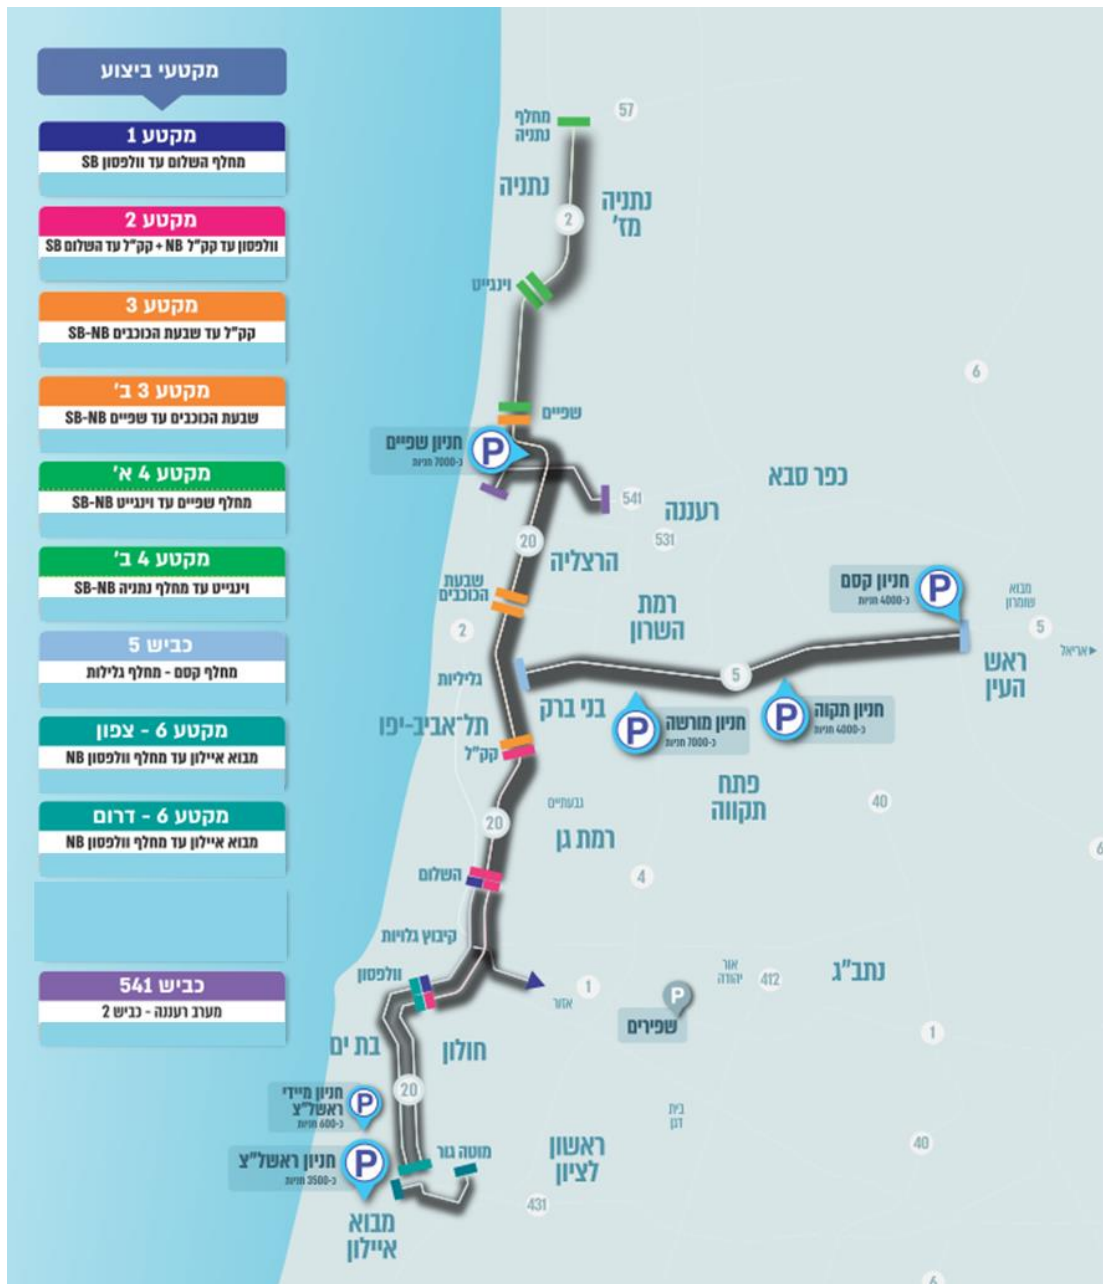 מקטעי ביצוע
מקטע 1
מחלף השלום עד וולפסון SB
מקטע 2
וולפסון עד קק"ל NB + קק"ל עד השלום SB
מקטע 3
קק"ל עד שבעת הכוכבים SB-NB
מקטע 3 ב'
שבעת הכוכבים עד שפיים SB-NB
מקטע 4 א'
מחלף שפיים עד וינגייט SB-NB
מקטע 4 ב'
וינגייט עד מחלף נתניה SB-NB
כביש 5
מחלף קסם - מחלף גלילות
מקטע 6 - צפון
מבוא איילון עד מחלף וולפסון NB
מקטע 6 - דרום
מבוא איילון עד מחלף וולפסון NB
כביש 541
מערב רעננה - כביש 2
57
מחלף
נתניה
נתניה
נתניה
מז'
2
וינגייט
6
שפיים
חניון שפיים
כ-7000 חניות
P
כפר סבא
541
רעננה
531
20
הרצליה
שבעת
הכוכבים
חניון קסם
כ-4000 חניות
P
מבוא
שומרון
רמת
השרון
2
5
אריאל
ראש
העין
גליליות
5
בני ברק
חניון מורשה
כ-7000 חניות
P
חניון תקווה
כ-4000 חניות
P
תל־אביב-יפו
קק"ל
פתח
תקווה
40
גבעתיים
20
רמת גן
6
השלום
4
קיבוץ גלויות
וולפסון
אור
יהודה
412
נתב"ג
1
אזור
P
שפירים
1
בת ים
חולון
20
חניון מיידי
ראשל"צ
כ-600 חניות
P
בית
דגן
40
ראשון
לציון
מוטה גור
חניון ראשל"צ
כ-3500 חניות
P
431
מבוא
איילון
6